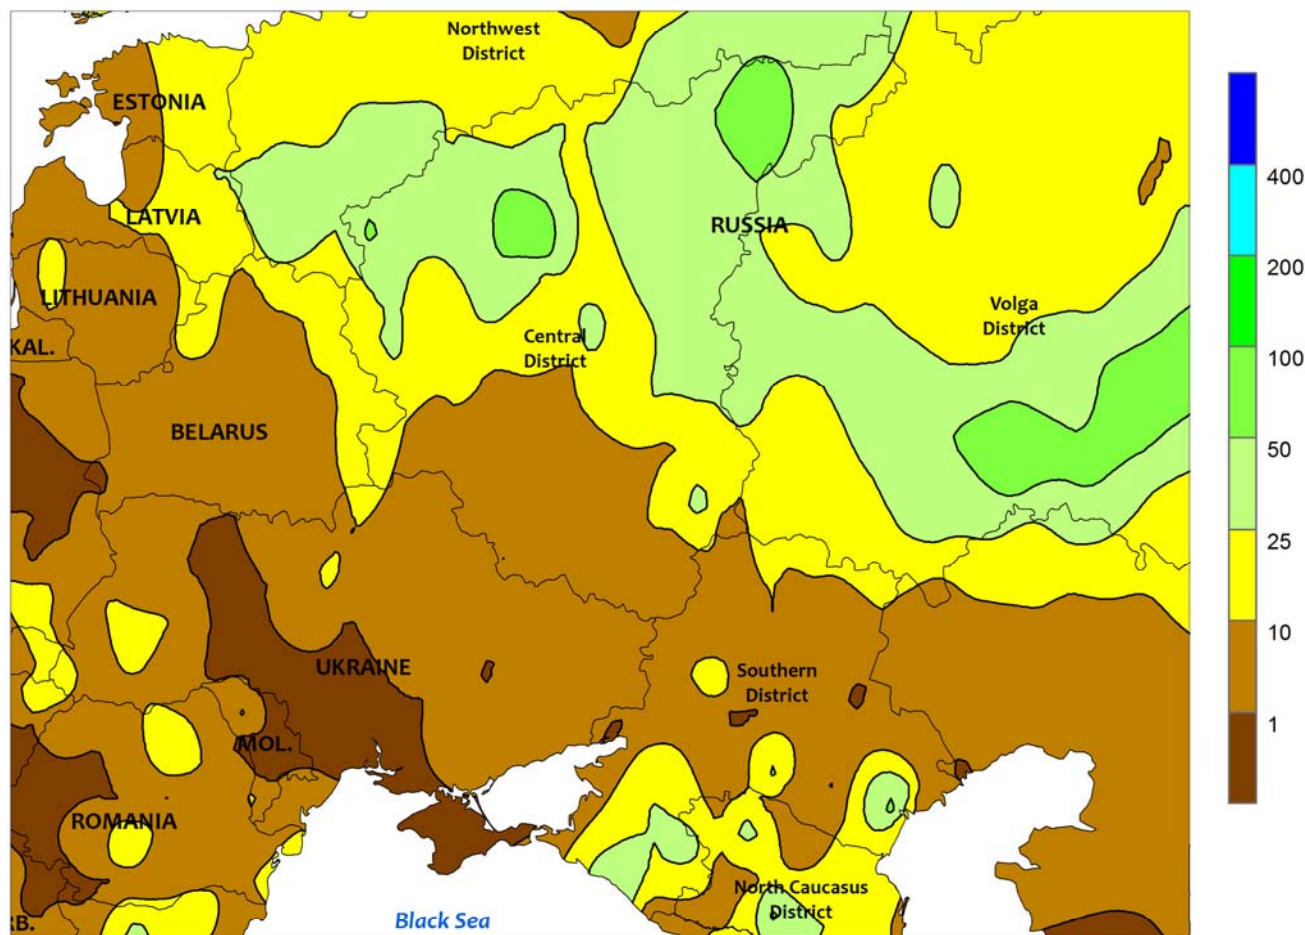 Northwest
District
ESTONIA
400
LATVIA
RUSSIA
200
LITHUANIA
Volga
District
Central
District
KAL.
100
BELARUS
50
25
10
UKRAINE
Southern
District
MOL.
1
ROMANIA
North Caucasus
District
RB.
Black Sea